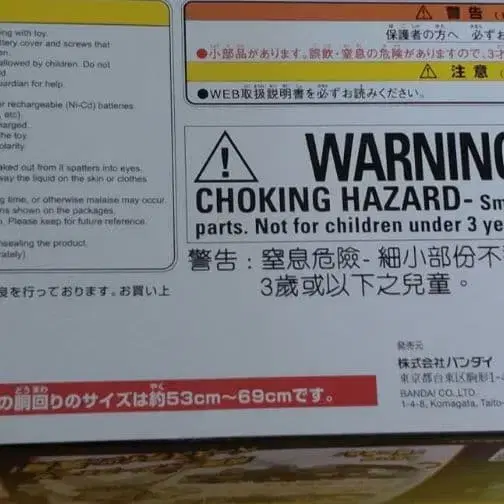 ng with toy.
ttery cover and screws that
allowed by children. Do not
d.
uardian for help.
r rechargeable (Ni-Cd) batteries.
, etc).
harged.
the toy.
olarity.
aked out from it spatters into eyes.
way the liquid on the skin or clothes
g time, or otherwise malaise may occur.
ns shown on the packages.
n. Please keep for future reference.
nsealing the product.
rately)
良を行っております。お買い上
の胴回りのサイズは約53cm〜69cmです。
警告
保護者の方へ 必ずお
●小部品があります。誤飲・窒息の危険がありますので、3才
注意
●WEB取扱説明書を必ずお読みください。
WARNING
CHOKING HAZARD- Sm
parts. Not for children under 3 ye
警告:窒息危險- 細小部份不
3歲或以下之兒童。
発売元
株式会社バンダイ
東京都台東区駒形1-4
BANDAI CO.,LTD.
1-4-8, Komagata, Taito-